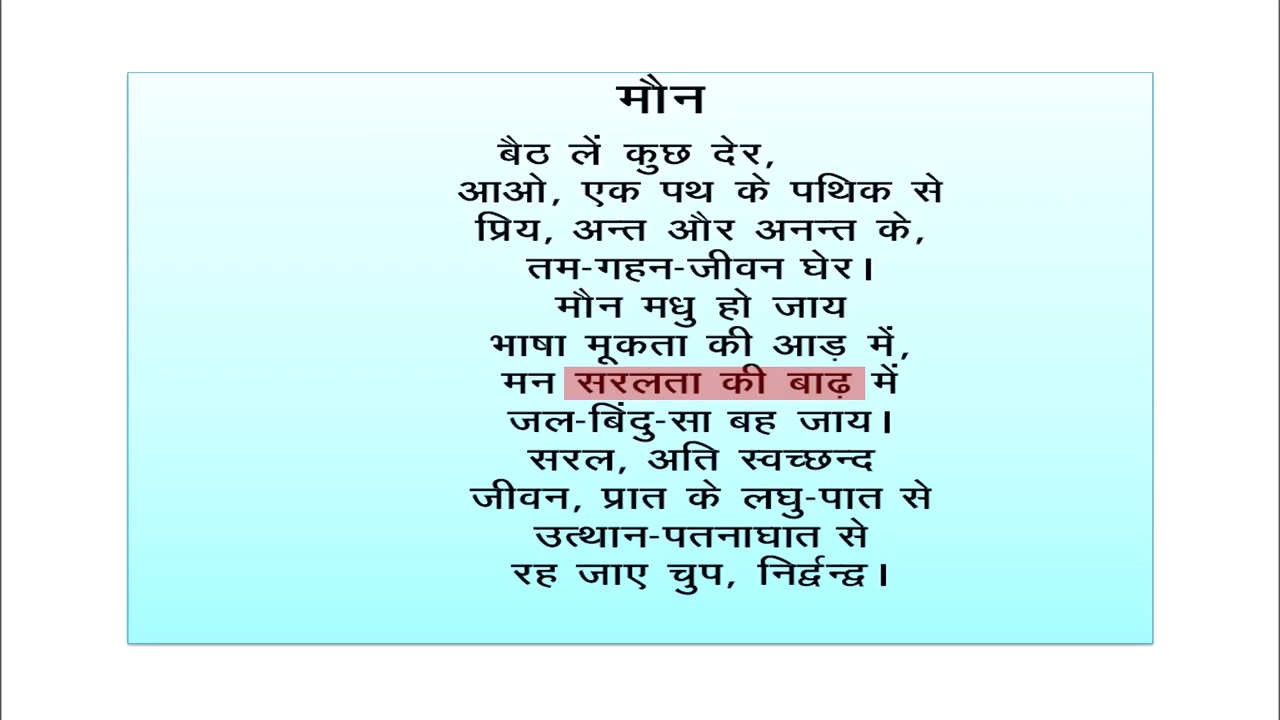 मौन
बैठ लें कुछ देर,
आओ, एक पथ के पथिक से
प्रिय, अन्त और अनन्त के,
तम-गहन-जीवन घेर।
मौन मधु हो जाय
भाषा मूकता की आड़ में,
मन सरलता की बाढ़ में
जल-बिंदु-सा बह जाय।
सरल, अति स्वच्छन्द
जीवन, प्रात के लघु-पात से
उत्थान-पतनाघात से
रह जाए चुप, निर्द्वन्द्व।